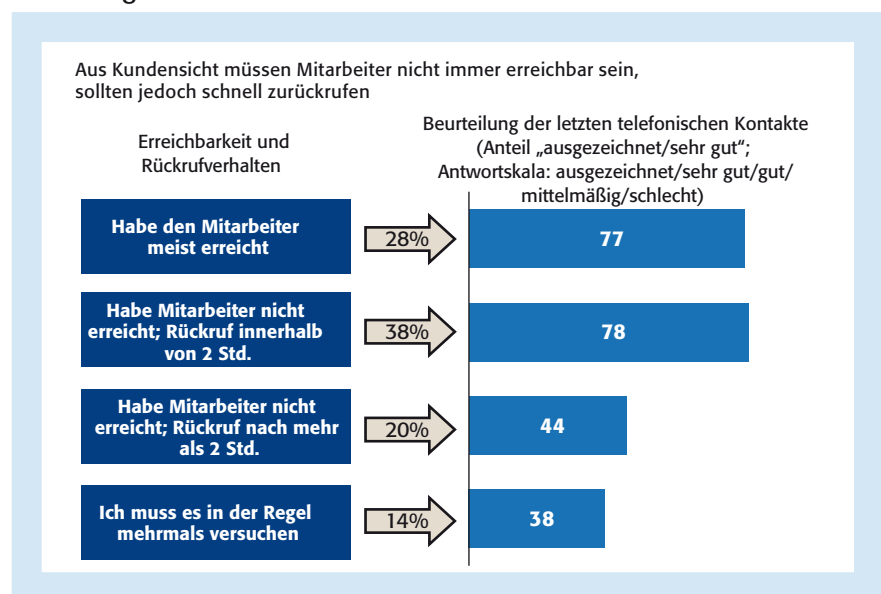 Aus Kundensicht müssen Mitarbeiter nicht immer erreichbar sein,
sollten jedoch schnell zurückrufen
Erreichbarkeit und
Rückrufverhalten
Beurteilung der letzten telefonischen Kontakte
(Anteil „ausgezeichnet/sehr gut“;
Antwortskala: ausgezeichnet/sehr gut/gut/
mittelmäßig/schlecht)
Habe den Mitarbeiter
meist erreicht
28%
77
Habe Mitarbeiter nicht
erreicht; Rückruf innerhalb
von 2 Std.
38%
78
Habe Mitarbeiter nicht
erreicht; Rückruf nach mehr
als 2 Std.
20%
44
Ich muss es in der Regel
mehrmals versuchen
14%
38